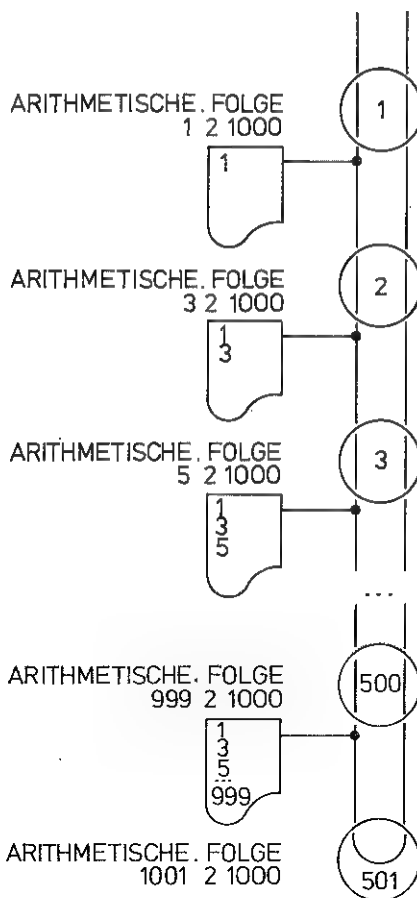 ARITHMETISCHE. FOLGE
1 2 1000
1
1
ARITHMETISCHE. FOLGE
3 2 1000
2
1
3
ARITHMETISCHE. FOLGE
5 2 1000
3
1
3
5
...
ARITHMETISCHE. FOLGE
999 2 1000
500
1
3
5
...
999
ARITHMETISCHE. FOLGE
1001 2 1000
501